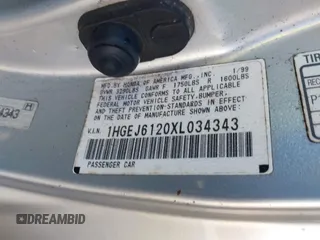 MFD. BY HONDA OF AMERICA MFG., INC. 1/99
GVWR 3280LBS GAWR F 1750LBS R 1600LBS
THIS VEHICLE CONFORMS TO ALL APPLICABLE
FEDERAL MOTOR VEHICLE SAFETY, BUMPER,
AND THEFT PREVENTION STANDARDS IN EFFECT
ON THE DATE OF MANUFACTURE SHOWN ABOVE.
V.I.N. 1HGEJ6120XL034343
PASSENGER CAR
34343
TIR
P
DREAMBID